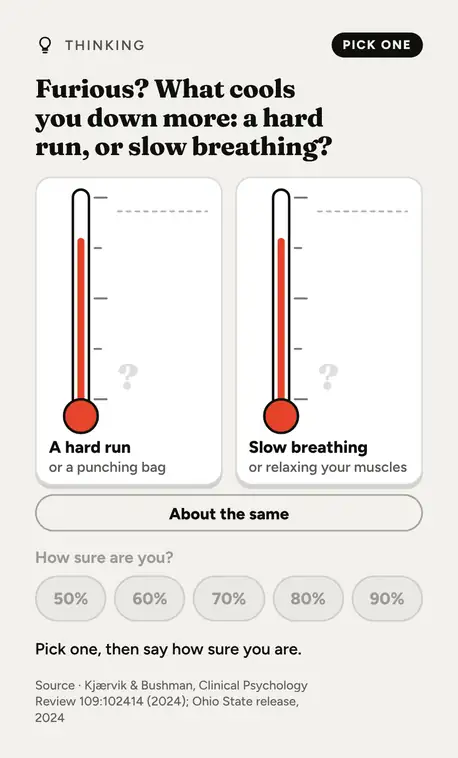 THINKING
PICK ONE
Furious? What cools
you down more: a hard
run, or slow breathing?
?
?
A hard run
or a punching bag
Slow breathing
or relaxing your muscles
About the same
How sure are you?
50%
60%
70%
80%
90%
Pick one, then say how sure you are.
Source · Kjærvik & Bushman, Clinical Psychology
Review 109:102414 (2024); Ohio State release,
2024